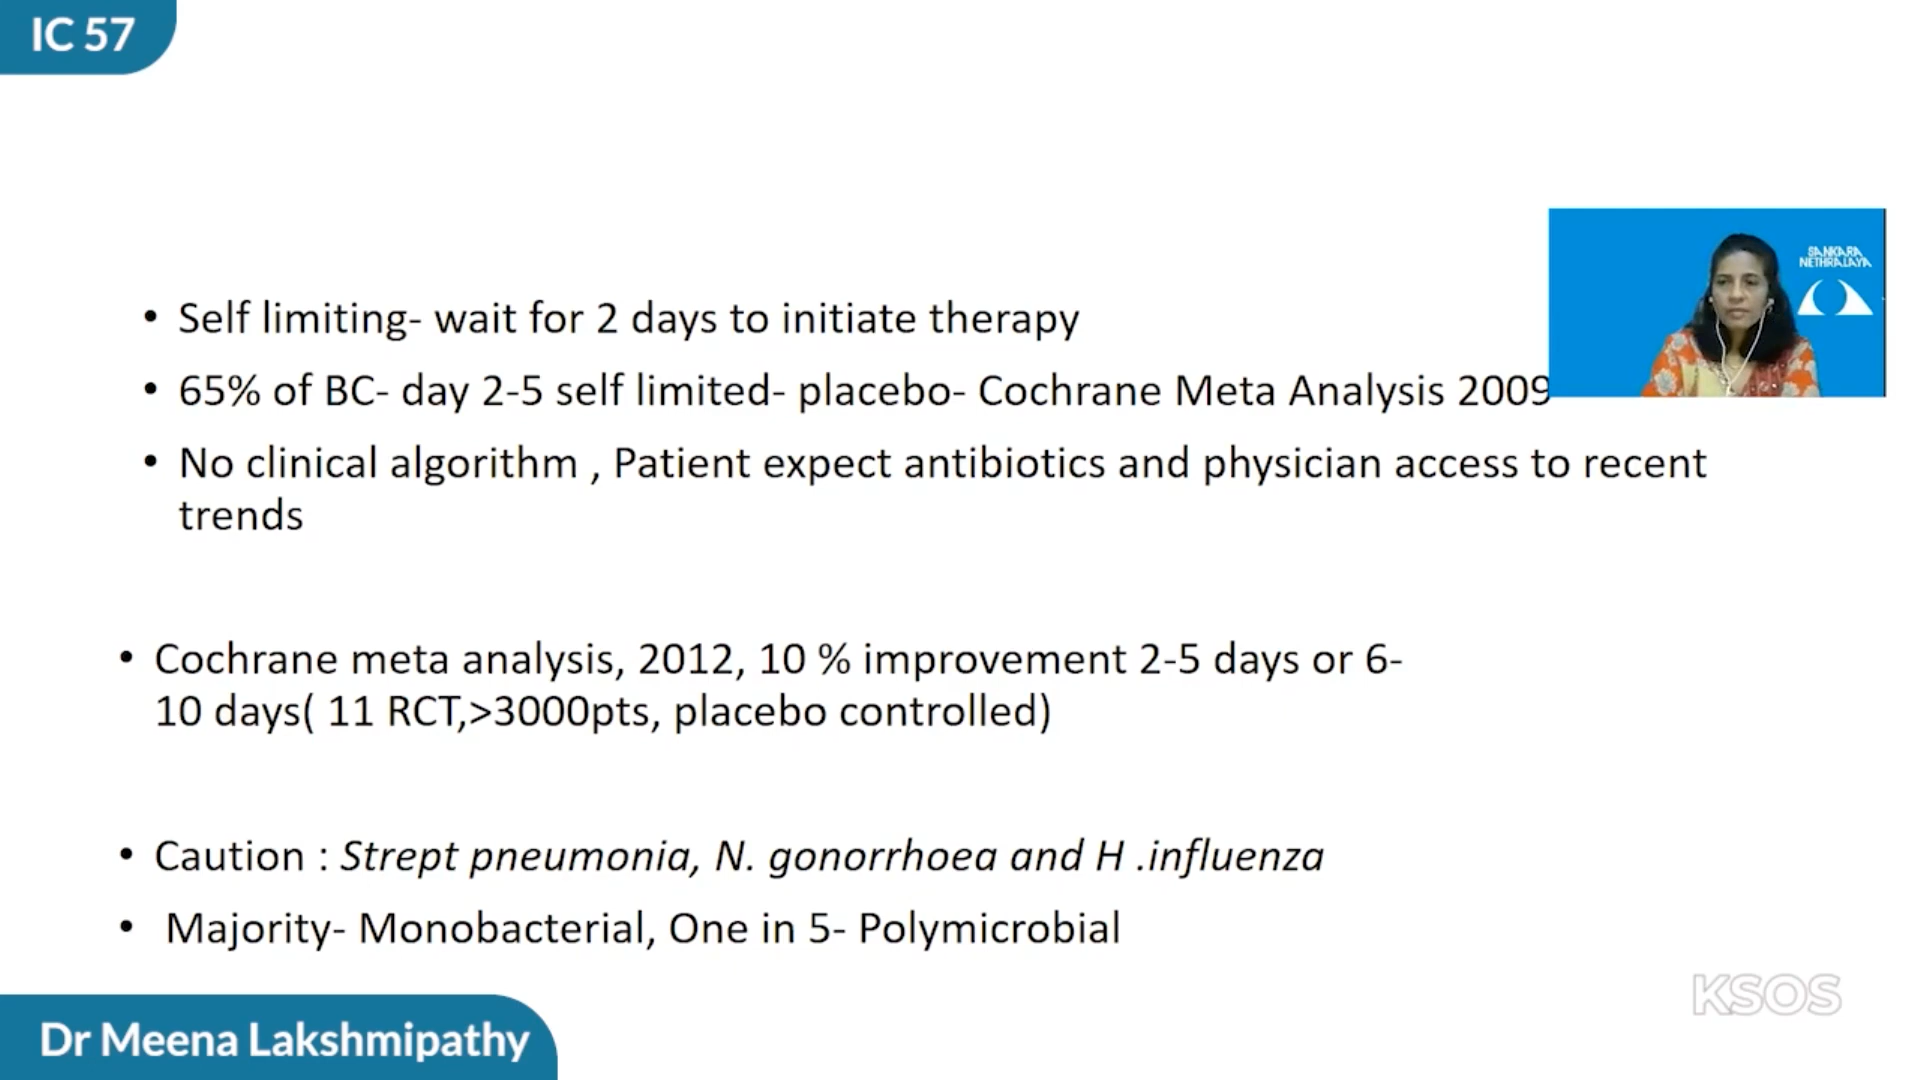 IC 57
SANKARA
NETHRALAYA
• Self limiting- wait for 2 days to initiate therapy
• 65% of BC- day 2-5 self limited- placebo- Cochrane Meta Analysis 2009
• No clinical algorithm , Patient expect antibiotics and physician access to recent
trends
• Cochrane meta analysis, 2012, 10 % improvement 2-5 days or 6-
10 days( 11 RCT,>3000pts, placebo controlled)
• Caution : Strept pneumonia, N. gonorrhoea and H .influenza
• Majority- Monobacterial, One in 5- Polymicrobial
KSOS
Dr Meena Lakshmipathy